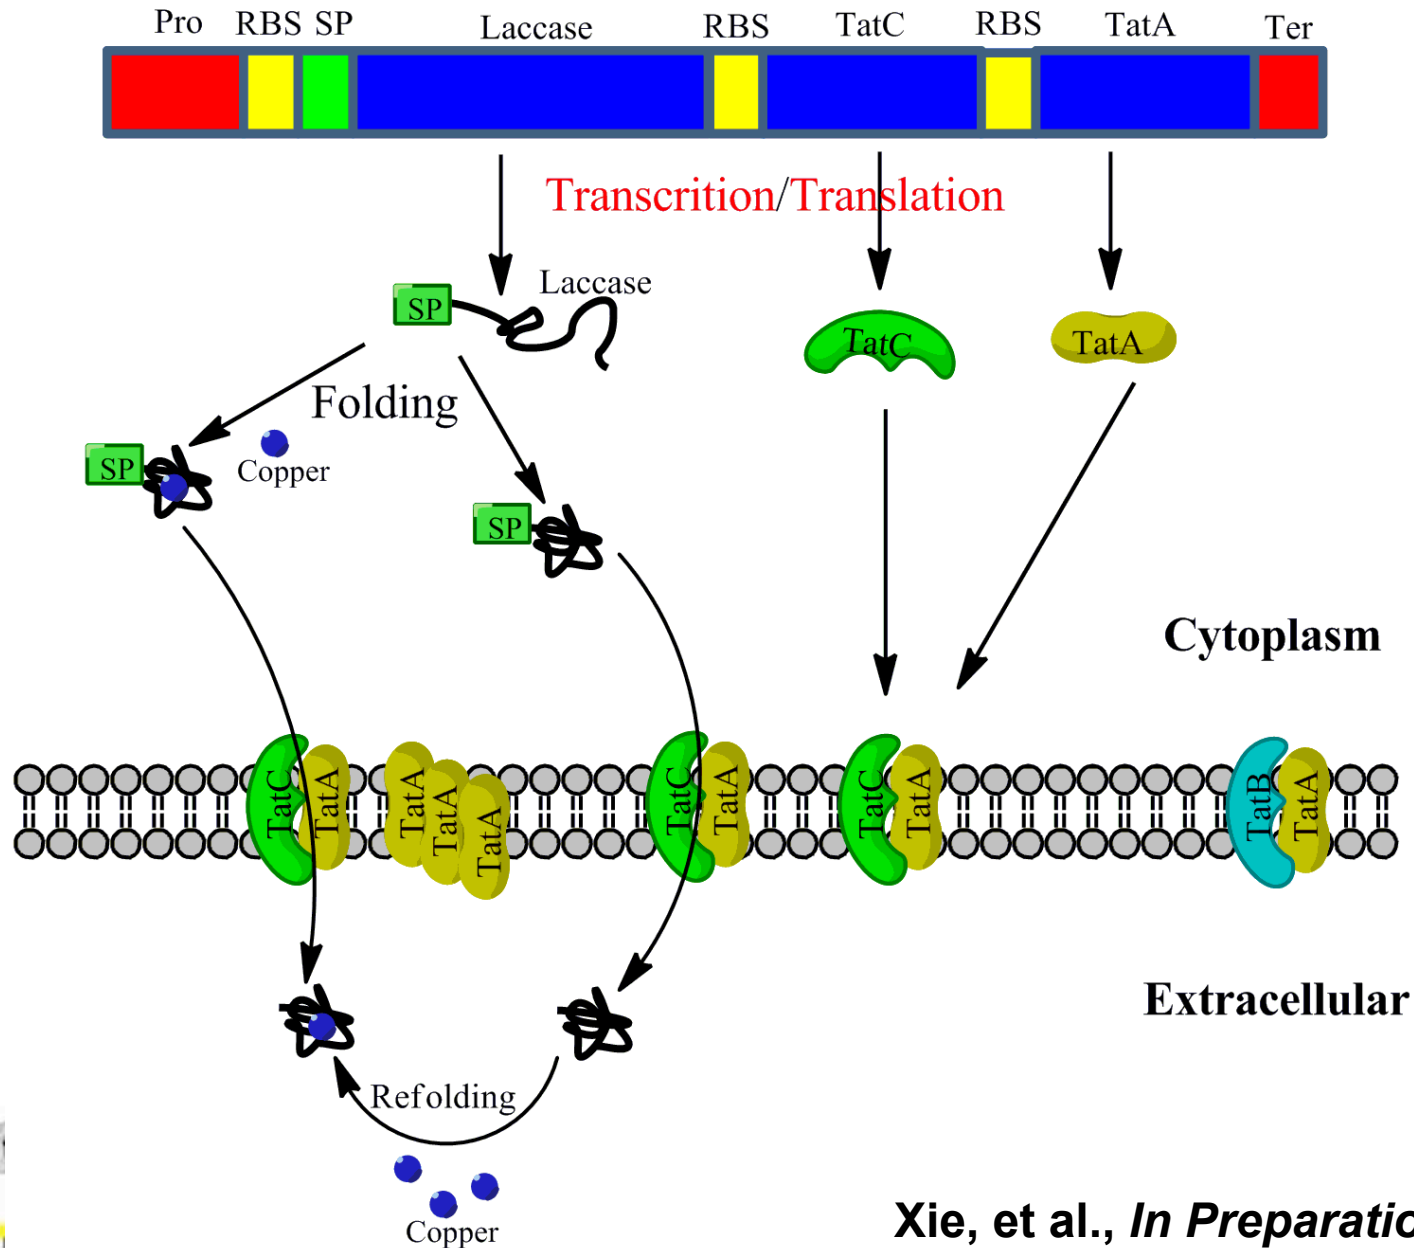 Pro RBS SP Laccase RBS TatC RBS TatA Ter
Transcrition/Translation
Laccase
SP
TatC
TatA
Folding
Copper
SP
SP
Cytoplasm
TatC
TatA
TatA
TatA
TatA
TatC
TatA
TatC
TatA
TatB
TatA
Extracellular
Refolding
Copper
Xie, et al., In Preparatio